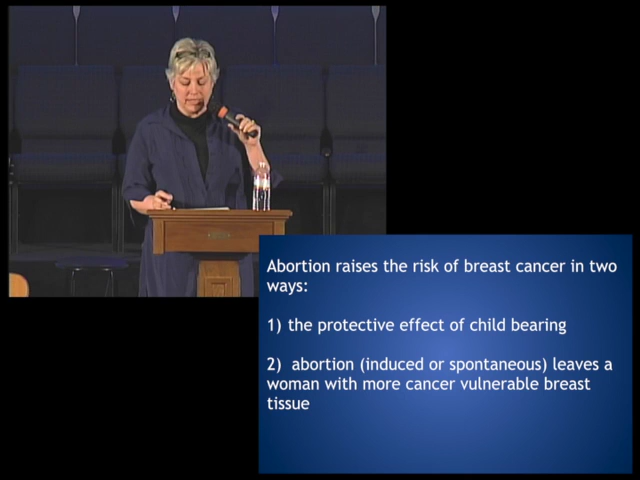 Abortion raises the risk of breast cancer in two
ways:
1) the protective effect of child bearing
2) abortion (induced or spontaneous) leaves a
woman with more cancer vulnerable breast
tissue